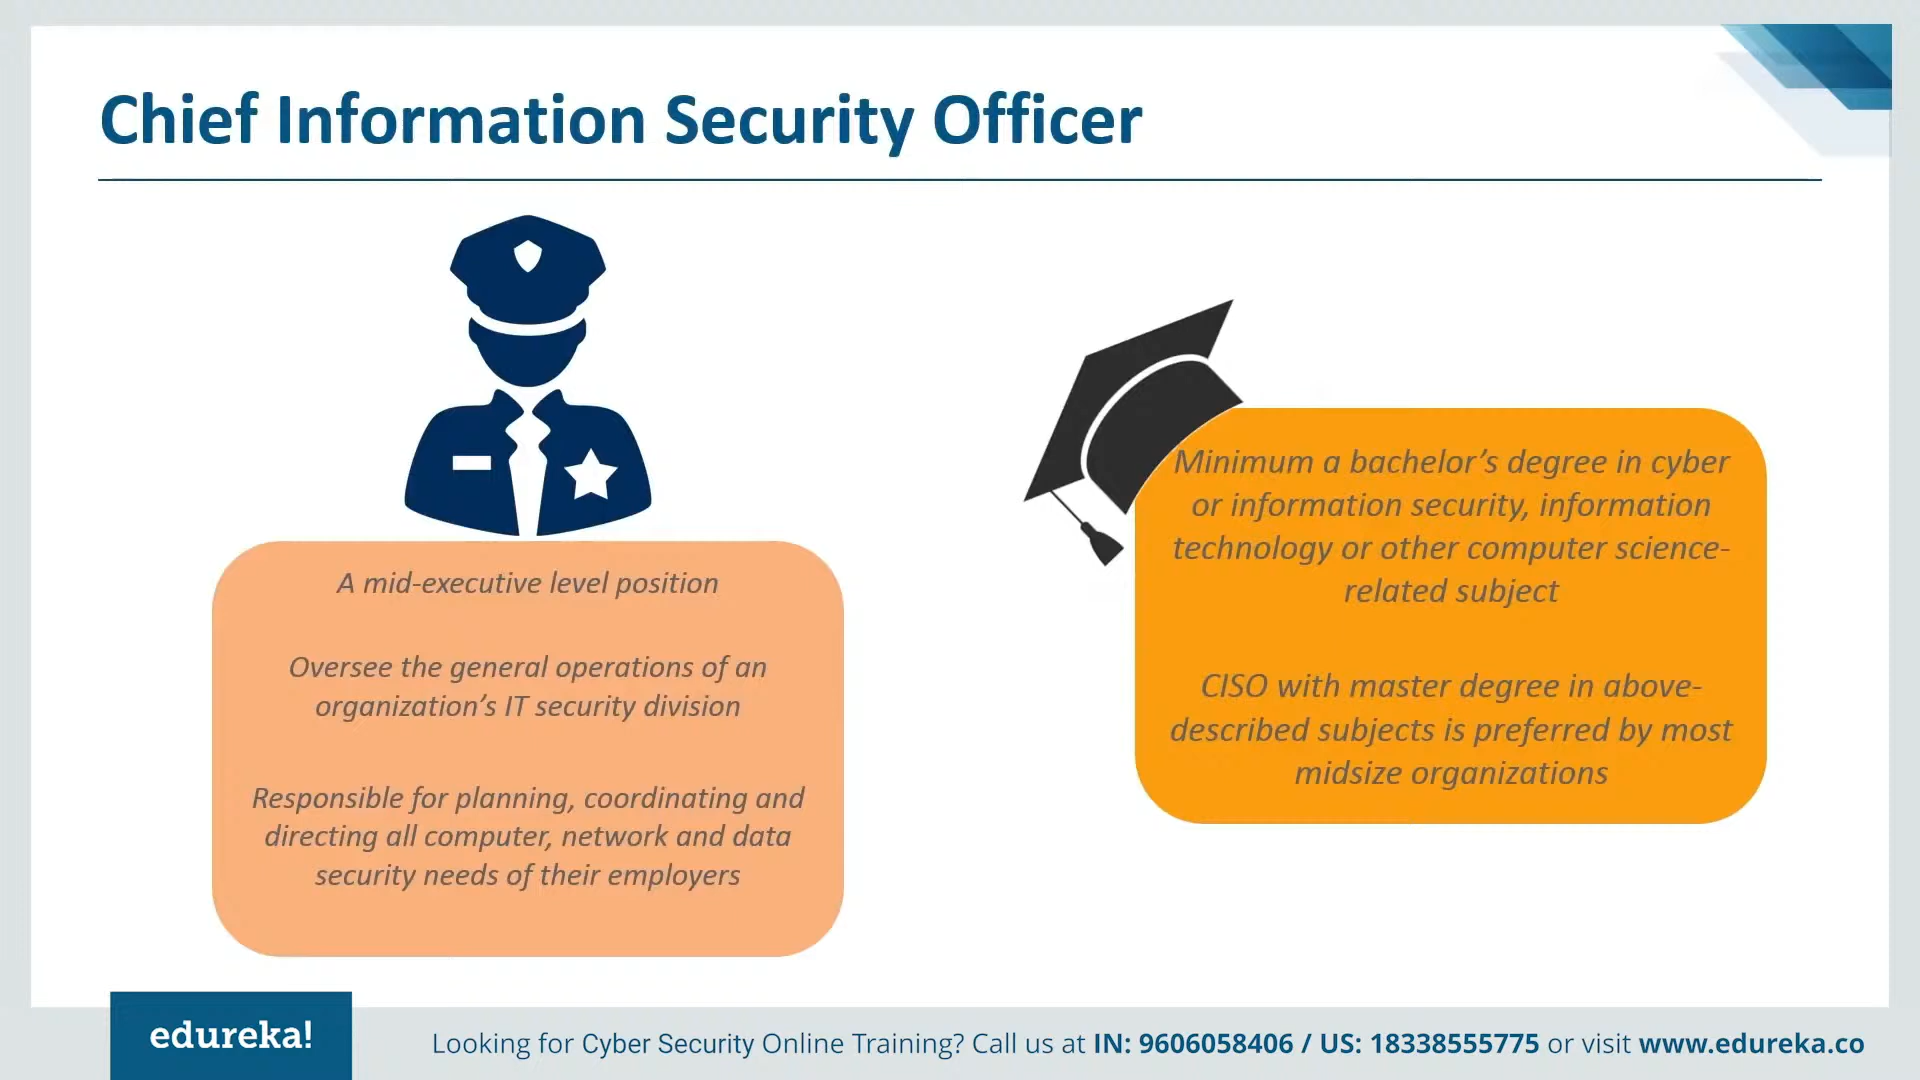 Chief Information Security Officer
A mid-executive level position
Oversee the general operations of an
organization's IT security division
Responsible for planning, coordinating and
directing all computer, network and data
security needs of their employers
Minimum a bachelor's degree in cyber
or information security, information
technology or other computer science-
related subject
CISO with master degree in above-
described subjects is preferred by most
midsize organizations
edureka!
Looking for Cyber Security Online Training? Call us at IN: 9606058406 / US: 18338555775 or visit www.edureka.co